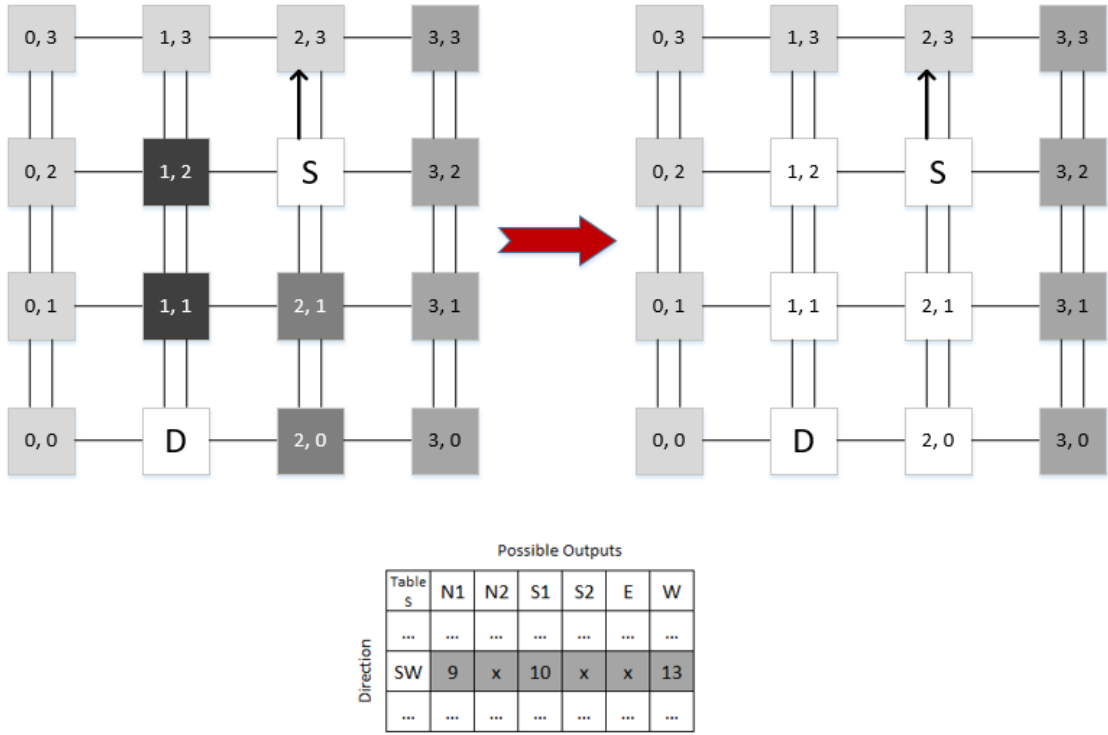 0, 3 1, 3 2, 3 3, 3
0, 2 1, 2 S 3, 2
0, 1 1, 1 2, 1 3, 1
0, 0 D 2, 0 3, 0
0, 3 1, 3 2, 3 3, 3
0, 2 1, 2 S 3, 2
0, 1 1, 1 2, 1 3, 1
0, 0 D 2, 0 3, 0
Possible Outputs
Direction
Table S N1 N2 S1 S2 E W
... ... ... ... ... ... ...
SW 9 x 10 x x 13
... ... ... ... ... ... ...